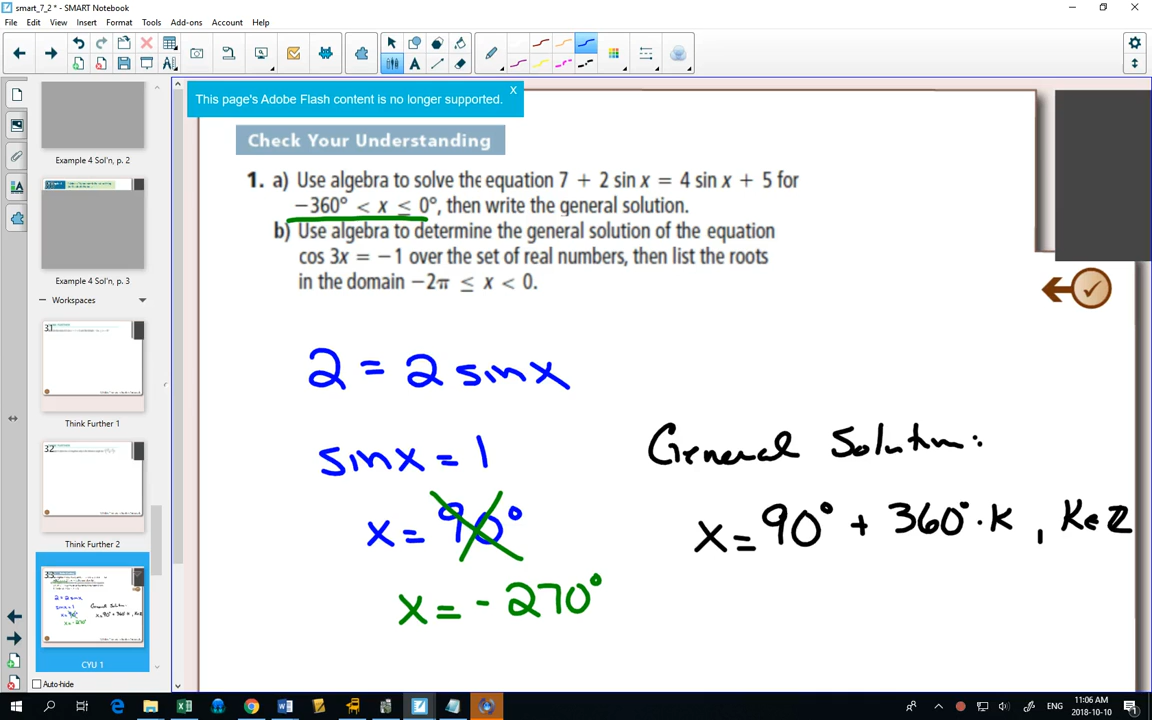 smart_7_2 * - SMART Notebook
File Edit View Insert Format Tools Add-ons Account Help
This page's Adobe Flash content is no longer supported. X
Example 4 Sol'n, p. 2
Example 4 Sol'n, p. 3
Workspaces
Think Further 1
Think Further 2
CYU 1
Auto-hide
Check Your Understanding
1. a) Use algebra to solve the equation 7 + 2 sin x = 4 sin x + 5 for
−360° < x ≤ 0°, then write the general solution.
b) Use algebra to determine the general solution of the equation
cos 3x = −1 over the set of real numbers, then list the roots
in the domain −2π ≤ x < 0.
2 = 2 sinx
sinx = 1
x = 90°
x = -270°
General Solution:
x = 90° + 360°·K , K∈Z
ENG
11:06 AM
2018-10-10